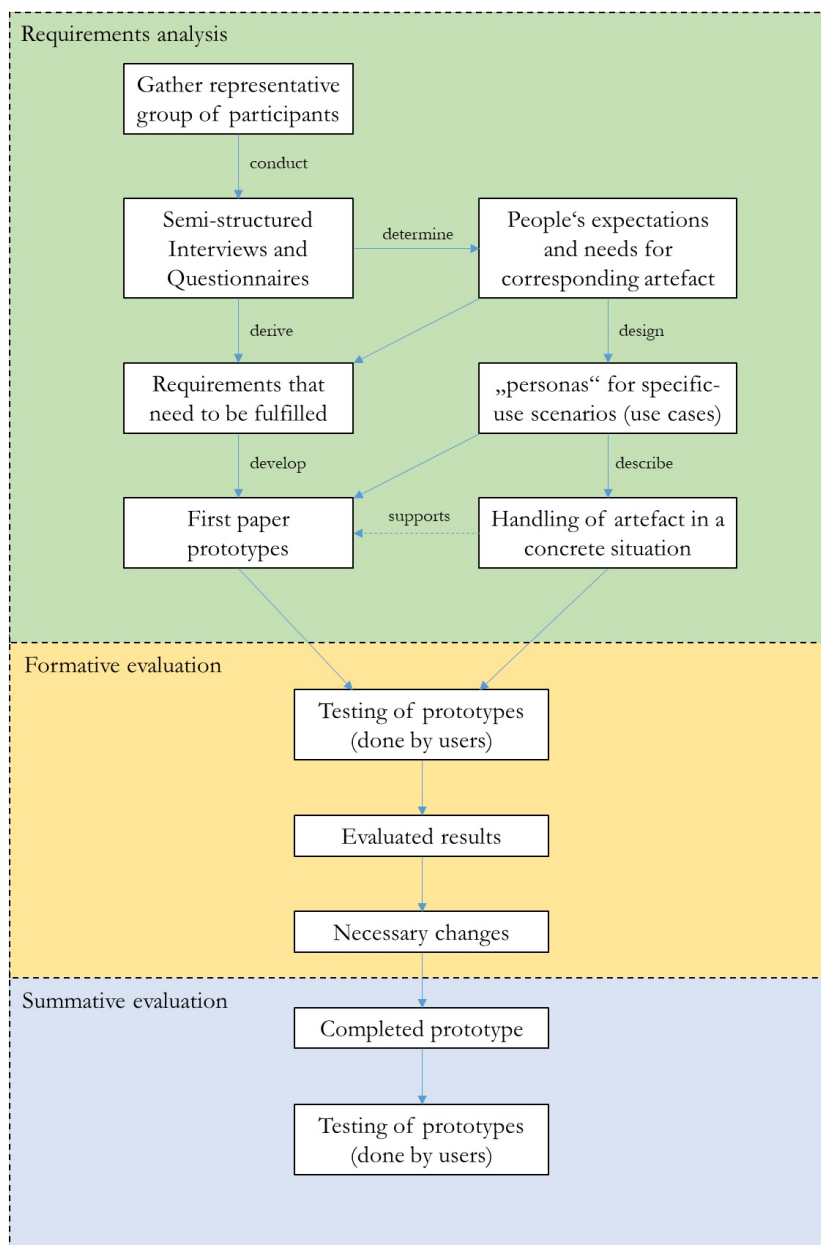 Requirements analysis
Gather representative
group of participants
conduct
Semi-structured
Interviews and
Questionnaires
determine
People‘s expectations
and needs for
corresponding artefact
derive
design
Requirements that
need to be fulfilled
„personas“ for specific-
use scenarios (use cases)
develop
describe
First paper
prototypes
supports
Handling of artefact in a
concrete situation
Formative evaluation
Testing of prototypes
(done by users)
Evaluated results
Necessary changes
Summative evaluation
Completed prototype
Testing of prototypes
(done by users)